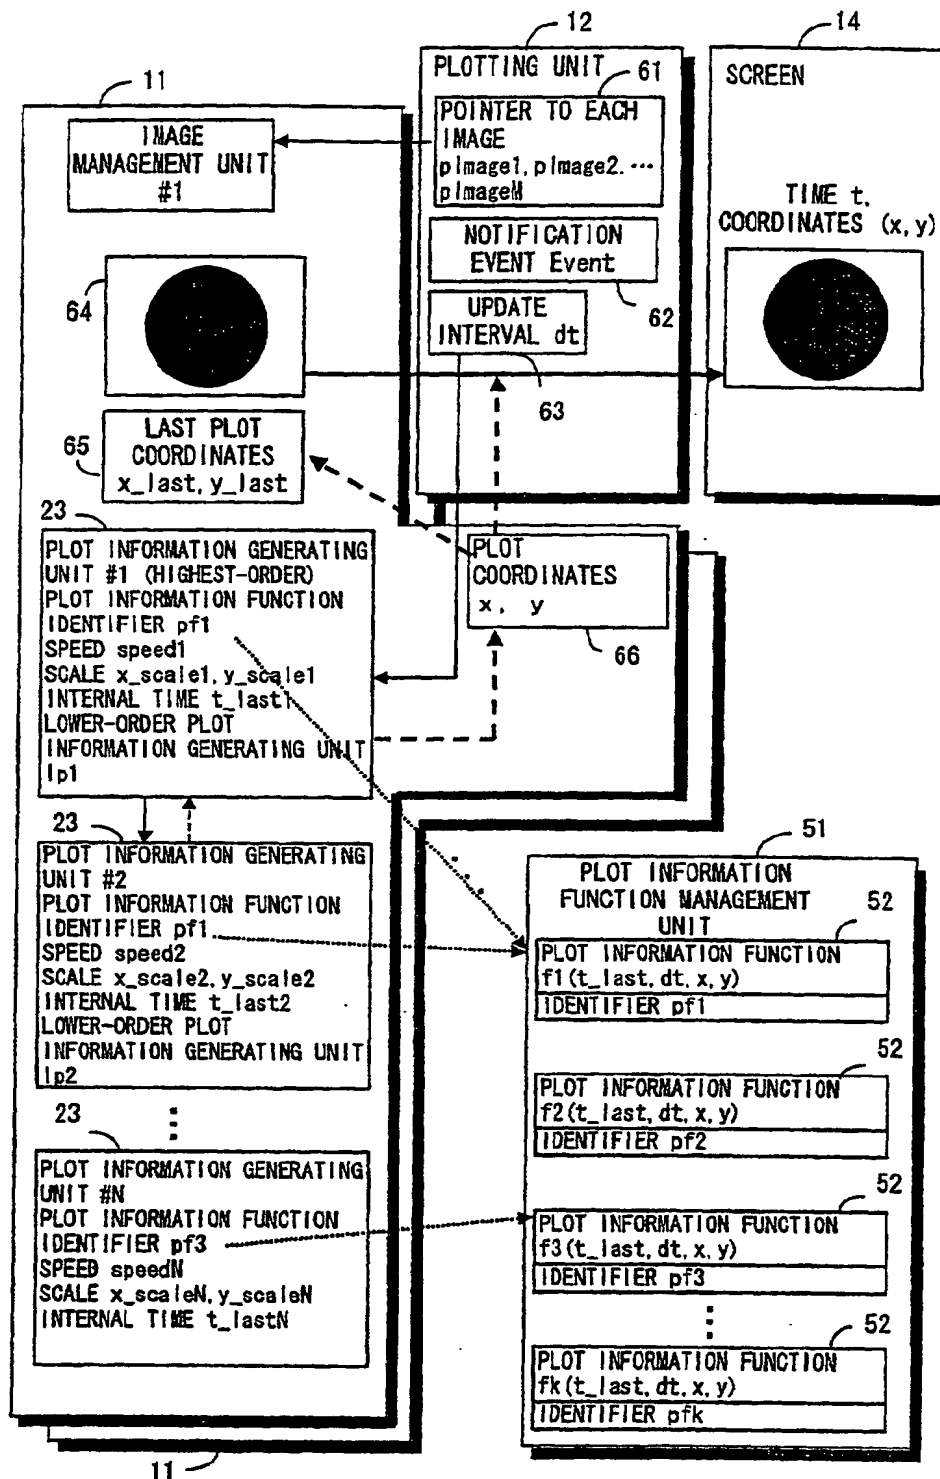 11
IMAGE
MANAGEMENT UNIT
#1
64
65
LAST PLOT
COORDINATES
x_last, y_last
23
PLOT INFORMATION GENERATING
UNIT #1 (HIGHEST-ORDER)
PLOT INFORMATION FUNCTION
IDENTIFIER pf1
SPEED speed1
SCALE x_scale1, y_scale1
INTERNAL TIME t_last1
LOWER-ORDER PLOT
INFORMATION GENERATING UNIT
lp1
23
PLOT INFORMATION GENERATING
UNIT #2
PLOT INFORMATION FUNCTION
IDENTIFIER pf1
SPEED speed2
SCALE x_scale2, y_scale2
INTERNAL TIME t_last2
LOWER-ORDER PLOT
INFORMATION GENERATING UNIT
lp2
23
PLOT INFORMATION GENERATING
UNIT #N
PLOT INFORMATION FUNCTION
IDENTIFIER pf3
SPEED speedN
SCALE x_scaleN, y_scaleN
INTERNAL TIME t_lastN
11
12
PLOTTING UNIT
61
POINTER TO EACH
IMAGE
pImage1, pImage2. ...
pImageM
NOTIFICATION
EVENT Event
62
UPDATE
INTERVAL dt
63
PLOT
COORDINATES
x, y
66
14
SCREEN
TIME t,
COORDINATES (x, y)
51
PLOT INFORMATION
FUNCTION MANAGEMENT
UNIT
52
PLOT INFORMATION FUNCTION
f1(t_last, dt, x, y)
IDENTIFIER pf1
52
PLOT INFORMATION FUNCTION
f2(t_last, dt, x, y)
IDENTIFIER pf2
52
PLOT INFORMATION FUNCTION
f3(t_last, dt, x, y)
IDENTIFIER pf3
52
PLOT INFORMATION FUNCTION
fk(t_last, dt, x, y)
IDENTIFIER pfk